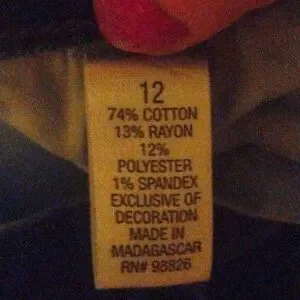 12
74% COTTON
13% RAYON
12%
POLYESTER
1% SPANDEX
EXCLUSIVE OF
DECORATION
MADE IN
MADAGASCAR
RN# 98826